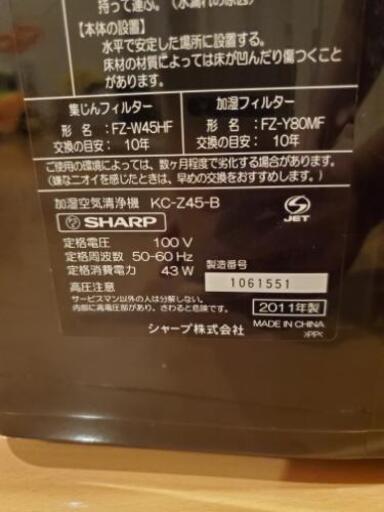 持って運ぶ。（水漏れの原因）
【本体の設置】
水平で安定した場所に設置する。
床材の材質によっては床が凹んだり傷つくことがあります。
集じんフィルター
形 名：FZ-W45HF
交換の目安：10年
加湿フィルター
形 名：FZ-Y80MF
交換の目安：10年
ご使用の環境によっては、数ヶ月程度で劣化する場合があります。
（嫌なニオイを感じたときは、早めの交換をおすすめします。）
加湿空気清浄機 KC-Z45-B
SHARP
JET
定格電圧 100V
定格周波数 50-60Hz
定格消費電力 43W
製造番号
1061551
高圧注意
サービスマン以外の人は分解しない。
内部に高電圧部があり、さわると危険です。
2011年製
MADE IN CHINA
シャープ株式会社
>PP<